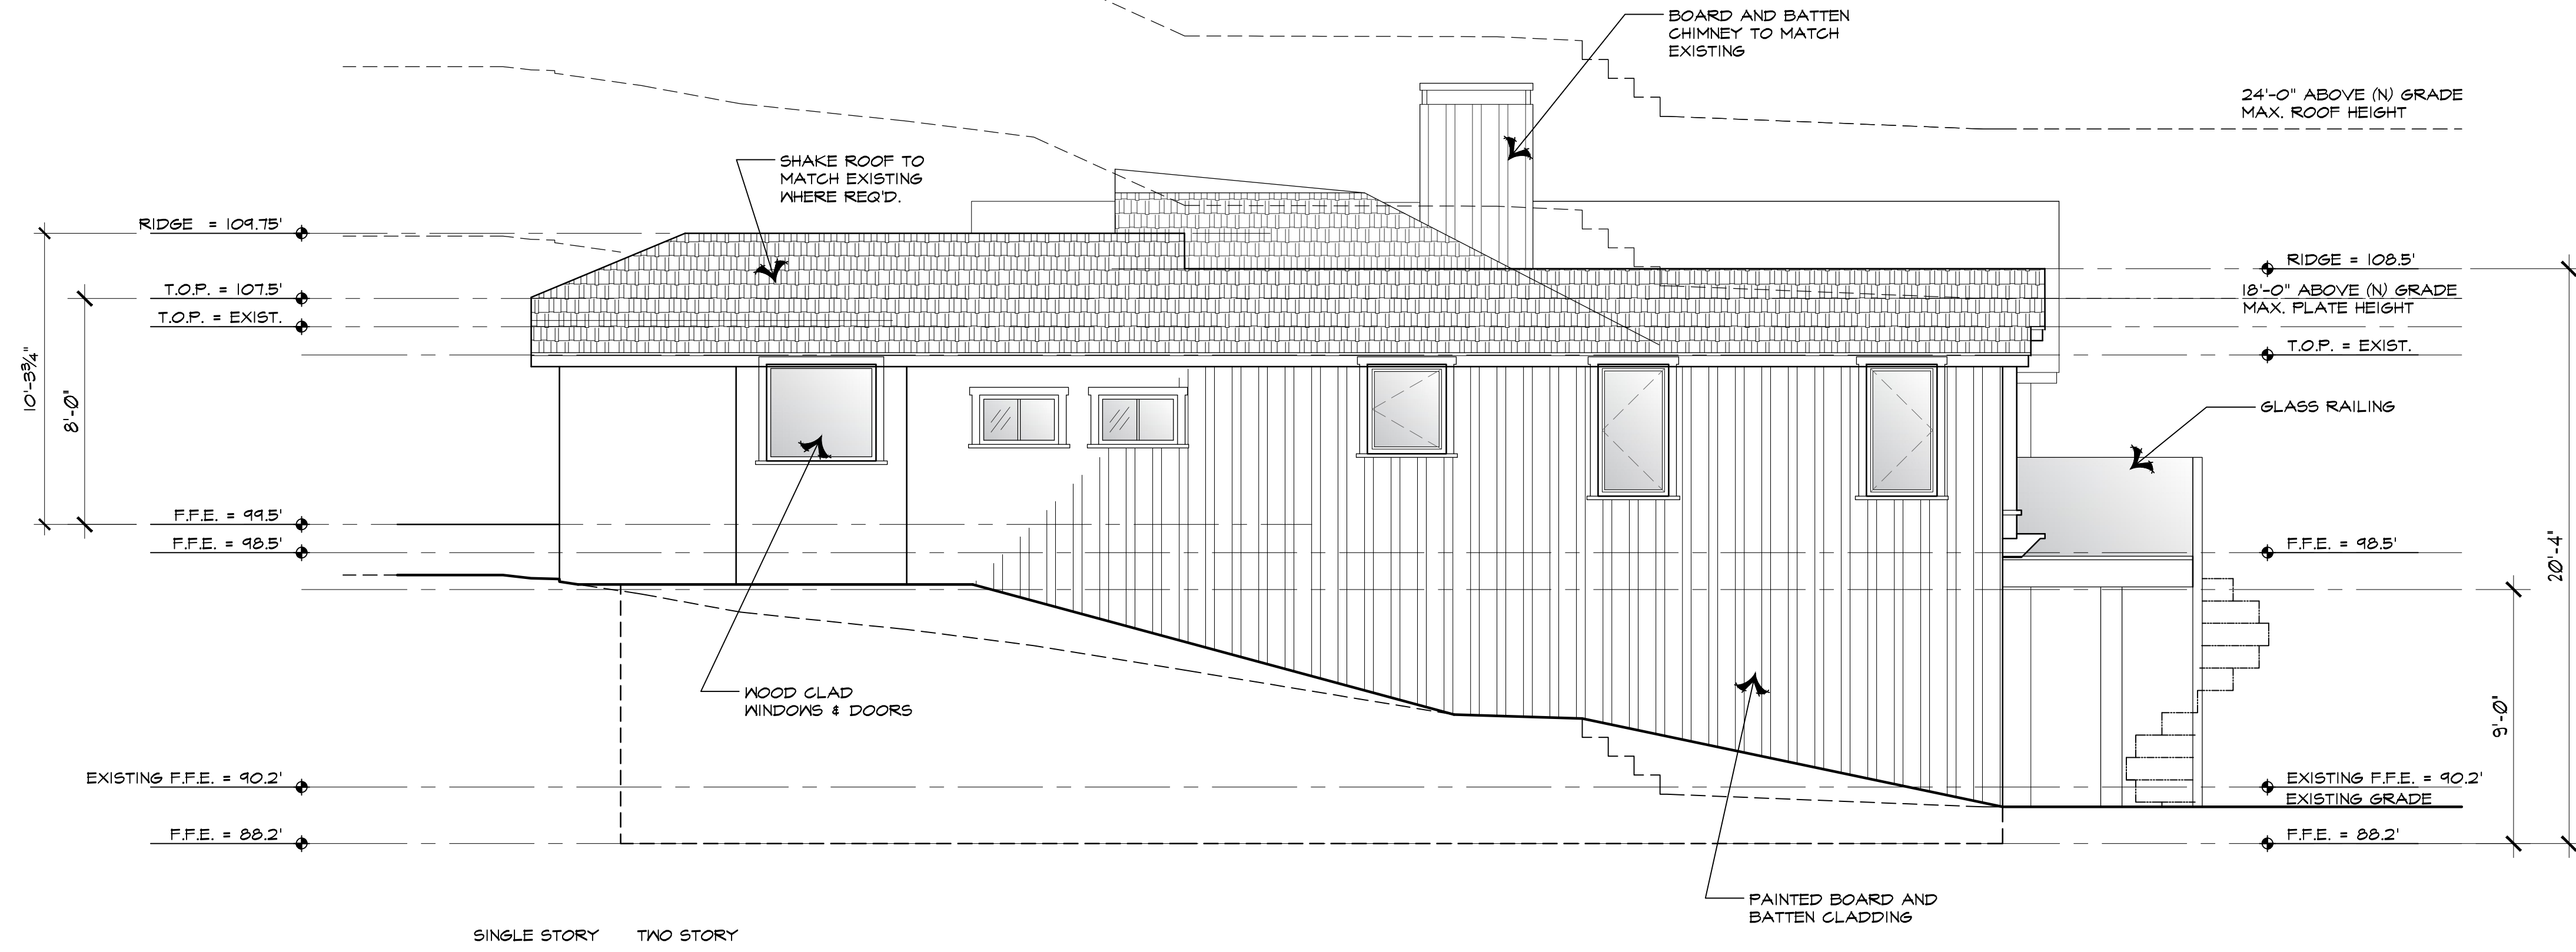 BOARD AND BATTEN
CHIMNEY TO MATCH
EXISTING
24'-0" ABOVE (N) GRADE
MAX. ROOF HEIGHT
SHAKE ROOF TO
MATCH EXISTING
WHERE REQ'D.
RIDGE = 109.75'
T.O.P. = 107.5'
T.O.P. = EXIST.
10'-3¾"
8'-0"
F.F.E. = 99.5'
F.F.E. = 98.5'
EXISTING F.F.E. = 90.2'
F.F.E. = 88.2'
WOOD CLAD
WINDOWS & DOORS
RIDGE = 108.5'
18'-0" ABOVE (N) GRADE
MAX. PLATE HEIGHT
T.O.P. = EXIST.
GLASS RAILING
F.F.E. = 98.5'
20'-4"
9'-0"
EXISTING F.F.E. = 90.2'
EXISTING GRADE
F.F.E. = 88.2'
PAINTED BOARD AND
BATTEN CLADDING
SINGLE STORY TWO STORY